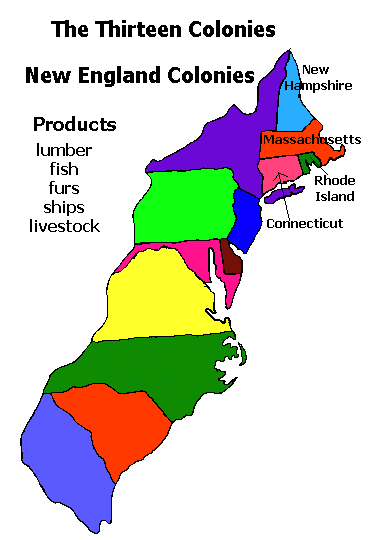 The Thirteen Colonies
New England Colonies
Products
lumber
fish
furs
ships
livestock
New
Hampshire
Massachusetts
Rhode
Island
Connecticut